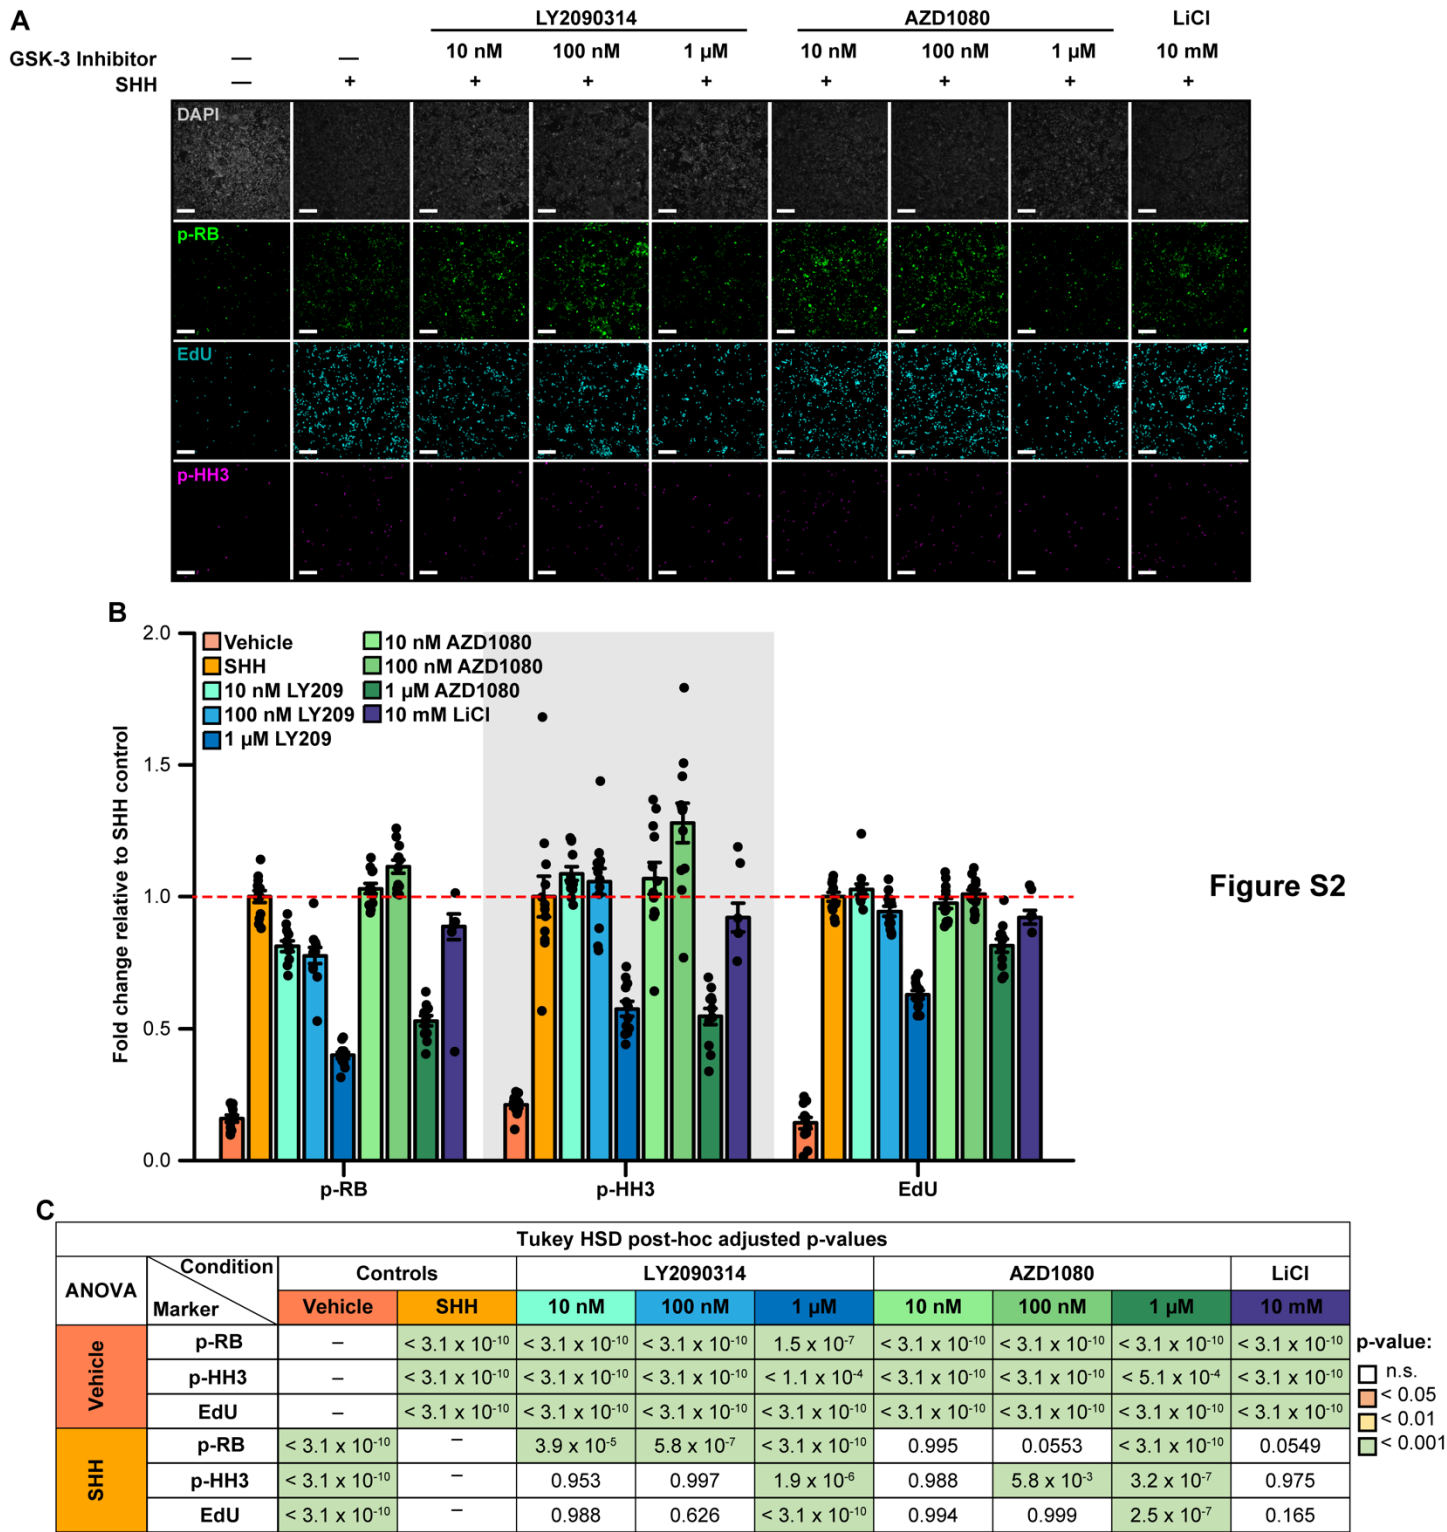 A
LY2090314 AZD1080 LiCl
GSK-3 Inhibitor — — 10 nM 100 nM 1 µM 10 nM 100 nM 1 µM 10 mM
SHH — + + + + + + + +
DAPI
p-RB
EdU
p-HH3
B
Fold change relative to SHH control
2.0
1.5
1.0
0.5
0.0
Vehicle
SHH
10 nM LY209
100 nM LY209
1 µM LY209
10 nM AZD1080
100 nM AZD1080
1 µM AZD1080
10 mM LiCl
p-RB p-HH3 EdU
Figure S2
C
Tukey HSD post-hoc adjusted p-values
ANOVA Condition Marker Controls LY2090314 AZD1080 LiCl
Vehicle SHH 10 nM 100 nM 1 µM 10 nM 100 nM 1 µM 10 mM
Vehicle
p-RB – < 3.1 x 10⁻¹⁰ < 3.1 x 10⁻¹⁰ < 3.1 x 10⁻¹⁰ 1.5 x 10⁻⁷ < 3.1 x 10⁻¹⁰ < 3.1 x 10⁻¹⁰ < 3.1 x 10⁻¹⁰ < 3.1 x 10⁻¹⁰
p-HH3 – < 3.1 x 10⁻¹⁰ < 3.1 x 10⁻¹⁰ < 3.1 x 10⁻¹⁰ < 1.1 x 10⁻⁴ < 3.1 x 10⁻¹⁰ < 3.1 x 10⁻¹⁰ < 5.1 x 10⁻⁴ < 3.1 x 10⁻¹⁰
EdU – < 3.1 x 10⁻¹⁰ < 3.1 x 10⁻¹⁰ < 3.1 x 10⁻¹⁰ < 3.1 x 10⁻¹⁰ < 3.1 x 10⁻¹⁰ < 3.1 x 10⁻¹⁰ < 3.1 x 10⁻¹⁰ < 3.1 x 10⁻¹⁰
SHH
p-RB < 3.1 x 10⁻¹⁰ – 3.9 x 10⁻⁵ 5.8 x 10⁻⁷ < 3.1 x 10⁻¹⁰ 0.995 0.0553 < 3.1 x 10⁻¹⁰ 0.0549
p-HH3 < 3.1 x 10⁻¹⁰ – 0.953 0.997 1.9 x 10⁻⁶ 0.988 5.8 x 10⁻³ 3.2 x 10⁻⁷ 0.975
EdU < 3.1 x 10⁻¹⁰ – 0.988 0.626 < 3.1 x 10⁻¹⁰ 0.994 0.999 2.5 x 10⁻⁷ 0.165
p-value:
n.s.
< 0.05
< 0.01
< 0.001